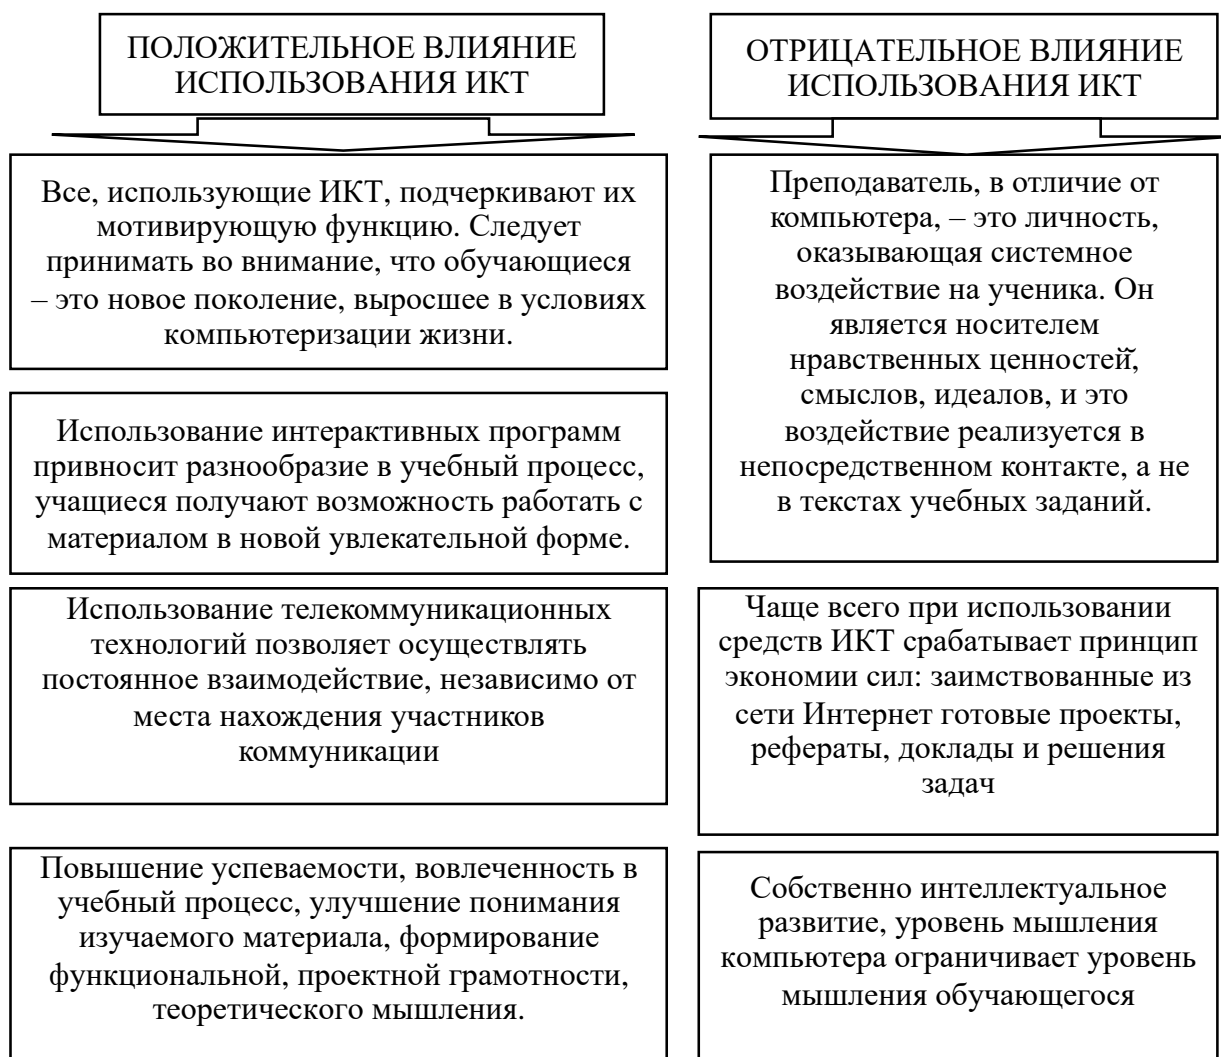 ПОЛОЖИТЕЛЬНОЕ ВЛИЯНИЕ
ИСПОЛЬЗОВАНИЯ ИКТ
Все, использующие ИКТ, подчеркивают их
мотивирующую функцию. Следует
принимать во внимание, что обучающиеся
– это новое поколение, выросшее в условиях
компьютеризации жизни.
Использование интерактивных программ
привносит разнообразие в учебный процесс,
учащиеся получают возможность работать с
материалом в новой увлекательной форме.
Использование телекоммуникационных
технологий позволяет осуществлять
постоянное взаимодействие, независимо от
места нахождения участников
коммуникации
Повышение успеваемости, вовлеченность в
учебный процесс, улучшение понимания
изучаемого материала, формирование
функциональной, проектной грамотности,
теоретического мышления.
ОТРИЦАТЕЛЬНОЕ ВЛИЯНИЕ
ИСПОЛЬЗОВАНИЯ ИКТ
Преподаватель, в отличие от
компьютера, – это личность,
оказывающая системное
воздействие на ученика. Он
является носителем
нравственных ценностей,
смыслов, идеалов, и это
воздействие реализуется в
непосредственном контакте, а не
в текстах учебных заданий.
Чаще всего при использовании
средств ИКТ срабатывает принцип
экономии сил: заимствованные из
сети Интернет готовые проекты,
рефераты, доклады и решения
задач
Собственно интеллектуальное
развитие, уровень мышления
компьютера ограничивает уровень
мышления обучающегося